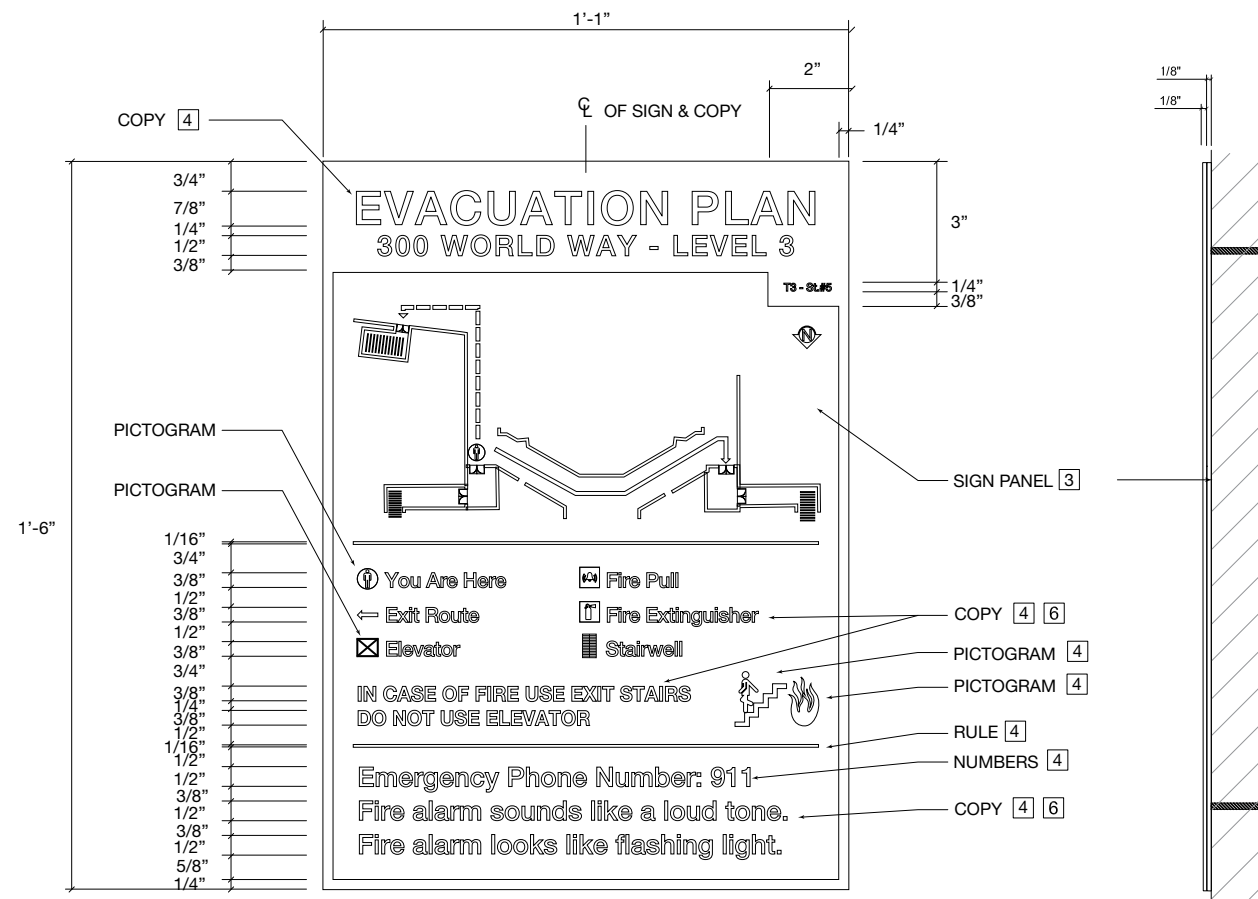 1’-1”
2”
1/8"
1/8"
COPY 4
℄ OF SIGN & COPY
1/4”
3/4”
7/8”
1/4”
1/2”
3/8”
EVACUATION PLAN
300 WORLD WAY - LEVEL 3
3”
T3 - St.#5
1/4”
3/8”
N
PICTOGRAM
PICTOGRAM
SIGN PANEL 3
1’-6”
1/16”
3/4”
3/8”
1/2”
3/8”
1/2”
3/8”
3/4”
3/8”
1/4”
3/8”
1/2”
1/16”
1/2”
1/2”
3/8”
1/2”
3/8”
1/2”
5/8”
1/4”
You Are Here
Fire Pull
Exit Route
Fire Extinguisher
Elevator
Stairwell
COPY 4 6
PICTOGRAM 4
PICTOGRAM 4
IN CASE OF FIRE USE EXIT STAIRS
DO NOT USE ELEVATOR
RULE 4
NUMBERS 4
Emergency Phone Number: 911
Fire alarm sounds like a loud tone.
COPY 4 6
Fire alarm looks like flashing light.